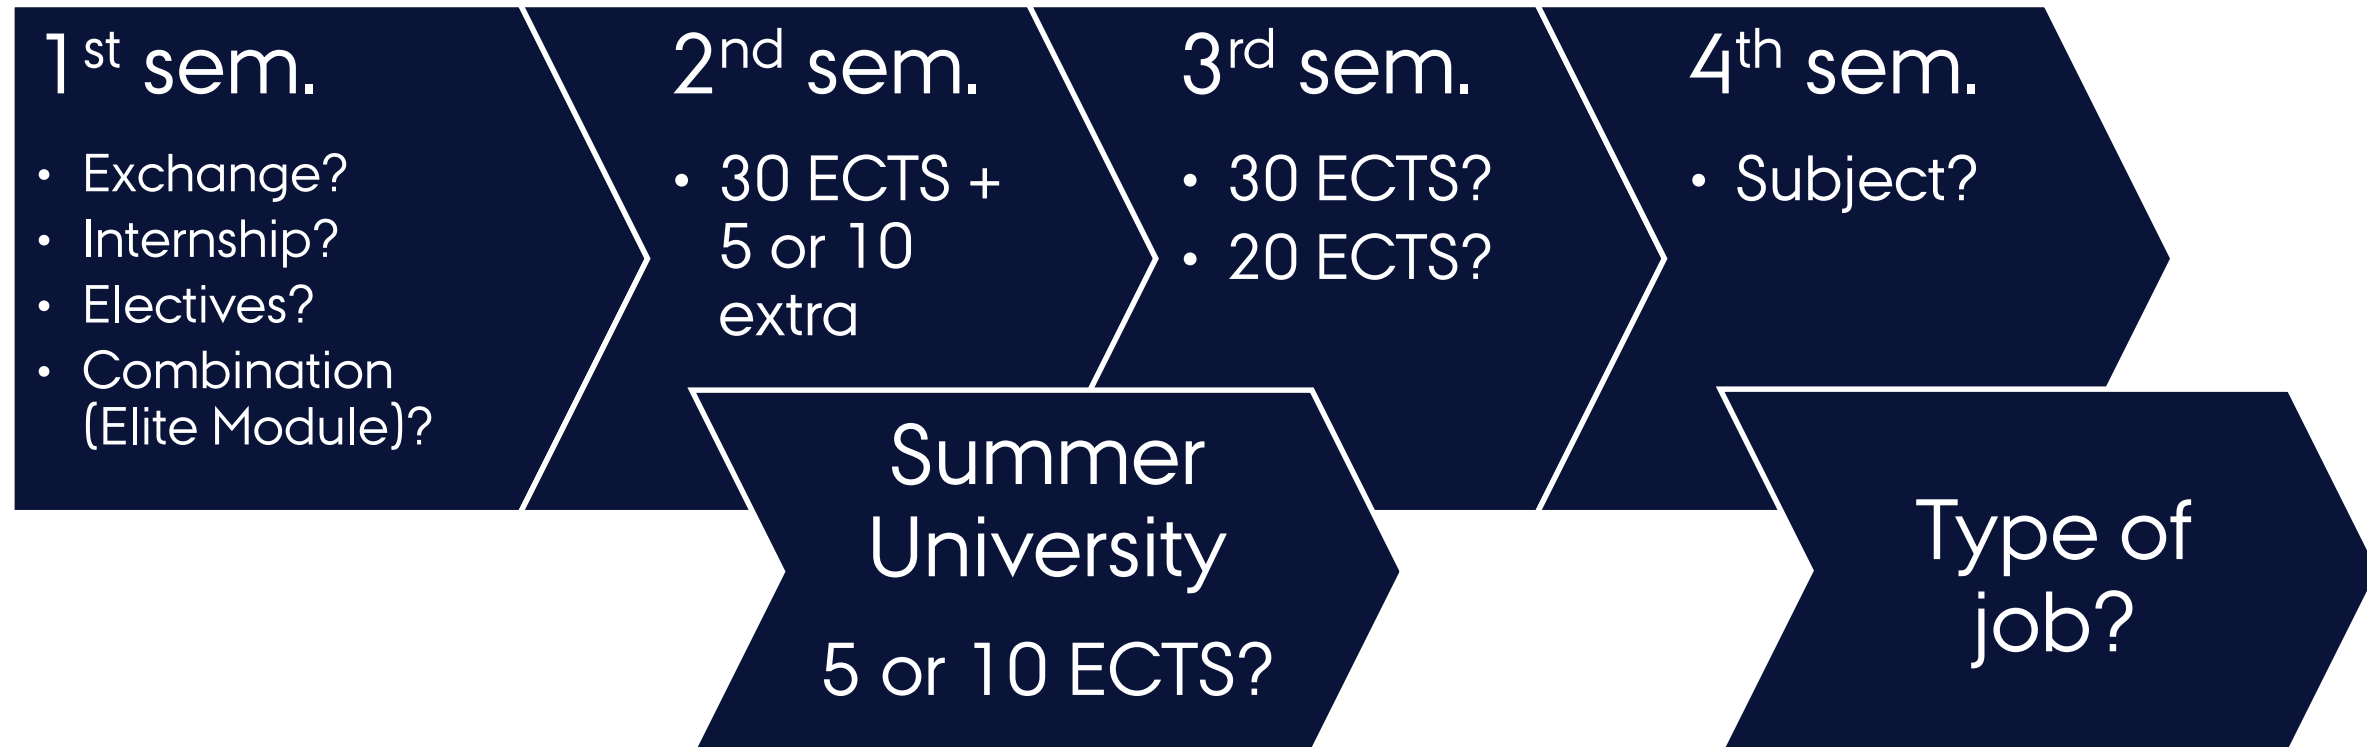 1st sem.
• Exchange?
• Internship?
• Electives?
• Combination
(Elite Module)?
2nd sem.
• 30 ECTS +
5 or 10
extra
3rd sem.
• 30 ECTS?
• 20 ECTS?
4th sem.
• Subject?
Summer
University
5 or 10 ECTS?
Type of
job?